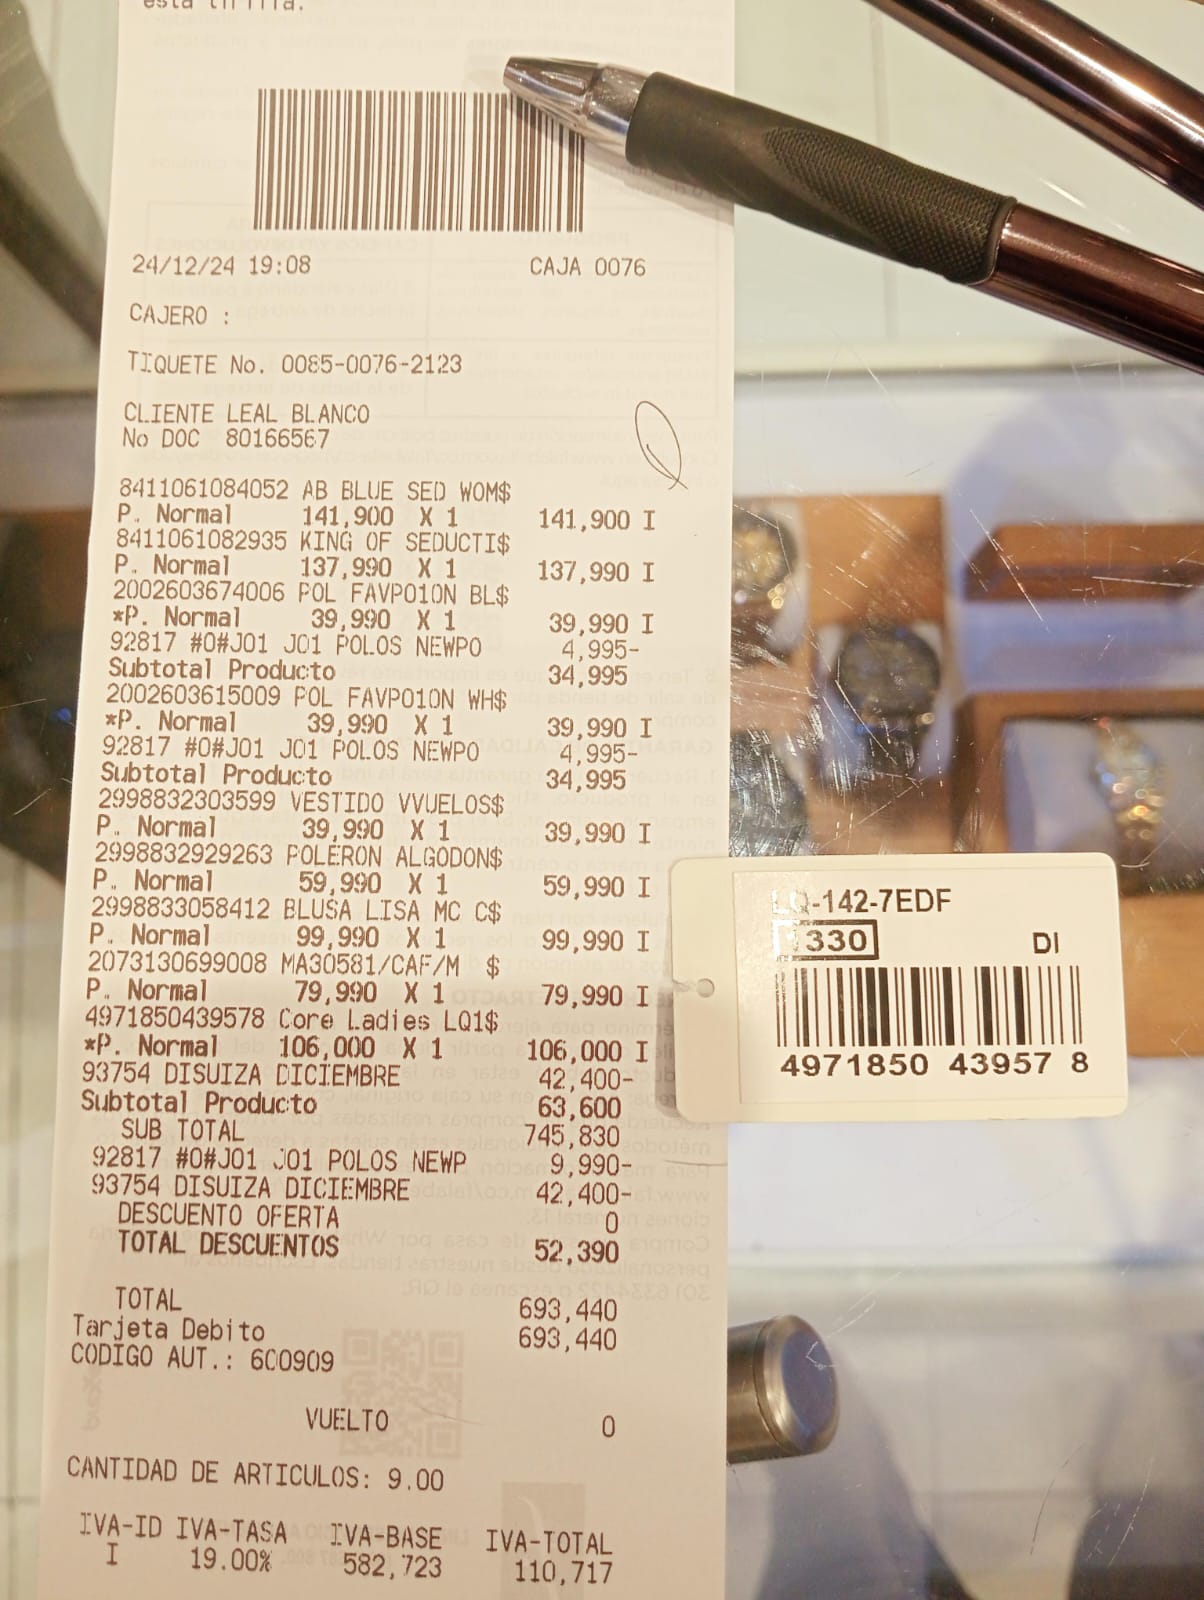 esta tirilla.
24/12/24 19:08 CAJA 0076
CAJERO :
TIQUETE No. 0085-0076-2123
CLIENTE LEAL BLANCO
No DOC 80166567
8411061084052 AB BLUE SED WOM$
P. Normal 141,900 X 1 141,900 I
8411061082935 KING OF SEDUCTI$
P. Normal 137,990 X 1 137,990 I
2002603674006 POL FAVPO1ON BL$
*P. Normal 39,990 X 1 39,990 I
92817 #0#J01 J01 POLOS NEWPO 4,995-
Subtotal Producto 34,995
2002603615009 POL FAVPO1ON WH$
*P. Normal 39,990 X 1 39,990 I
92817 #0#J01 J01 POLOS NEWPO 4,995-
Subtotal Producto 34,995
2998832303599 VESTIDO VVUELOS$
P. Normal 39,990 X 1 39,990 I
2998832929263 POLERON ALGODON$
P. Normal 59,990 X 1 59,990 I
2998833058412 BLUSA LISA MC C$
P. Normal 99,990 X 1 99,990 I
2073130699008 MA30581/CAF/M $
P. Normal 79,990 X 1 79,990 I
4971850439578 Core Ladies LQ1$
*P. Normal 106,000 X 1 106,000 I
93754 DISUIZA DICIEMBRE 42,400-
Subtotal Producto 63,600
SUB TOTAL 745,830
92817 #0#J01 J01 POLOS NEWP 9,990-
93754 DISUIZA DICIEMBRE 42,400-
DESCUENTO OFERTA 0
TOTAL DESCUENTOS 52,390
TOTAL 693,440
Tarjeta Debito 693,440
CODIGO AUT.: 600909
VUELTO 0
CANTIDAD DE ARTICULOS: 9.00
IVA-ID IVA-TASA IVA-BASE IVA-TOTAL
I 19.00% 582,723 110,717
LQ-142-7EDF
330 DI
4971850 43957 8